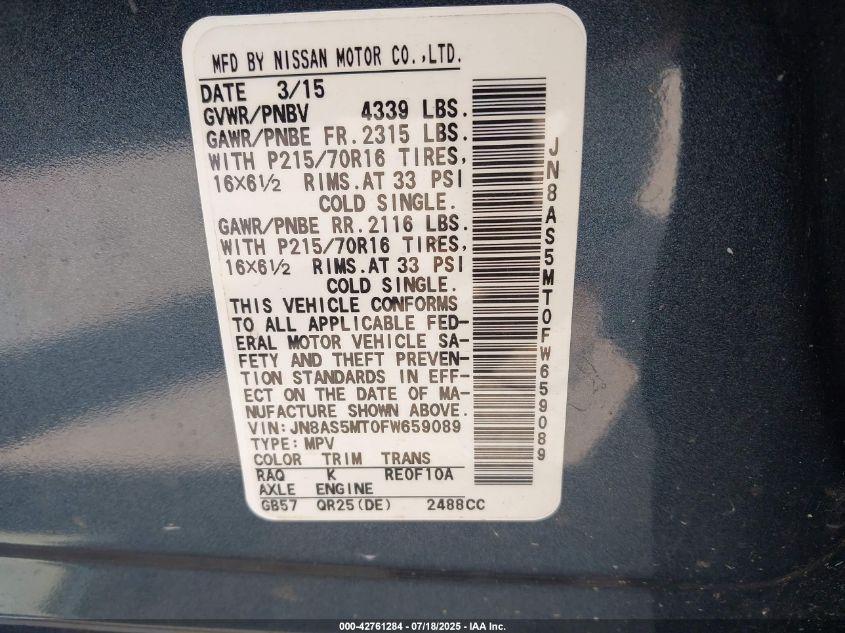 MFD BY NISSAN MOTOR CO.,LTD.
DATE 3/15
GVWR/PNBV 4339 LBS.
GAWR/PNBE FR.2315 LBS.
WITH P215/70R16 TIRES,
16X6½ RIMS.AT 33 PSI
COLD SINGLE.
GAWR/PNBE RR.2116 LBS.
WITH P215/70R16 TIRES,
16X6½ RIMS.AT 33 PSI
COLD SINGLE.
THIS VEHICLE CONFORMS
TO ALL APPLICABLE FED-
ERAL MOTOR VEHICLE SA-
FETY AND THEFT PREVEN-
TION STANDARDS IN EFF-
ECT ON THE DATE OF MA-
NUFACTURE SHOWN ABOVE.
VIN:JN8AS5MT0FW659089
TYPE:MPV
COLOR TRIM TRANS
RAQ K RE0F10A
AXLE ENGINE
GB57 QR25(DE) 2488CC
JN8AS5MT0FW659089
000-42761284 - 07/18/2025 - IAA Inc.